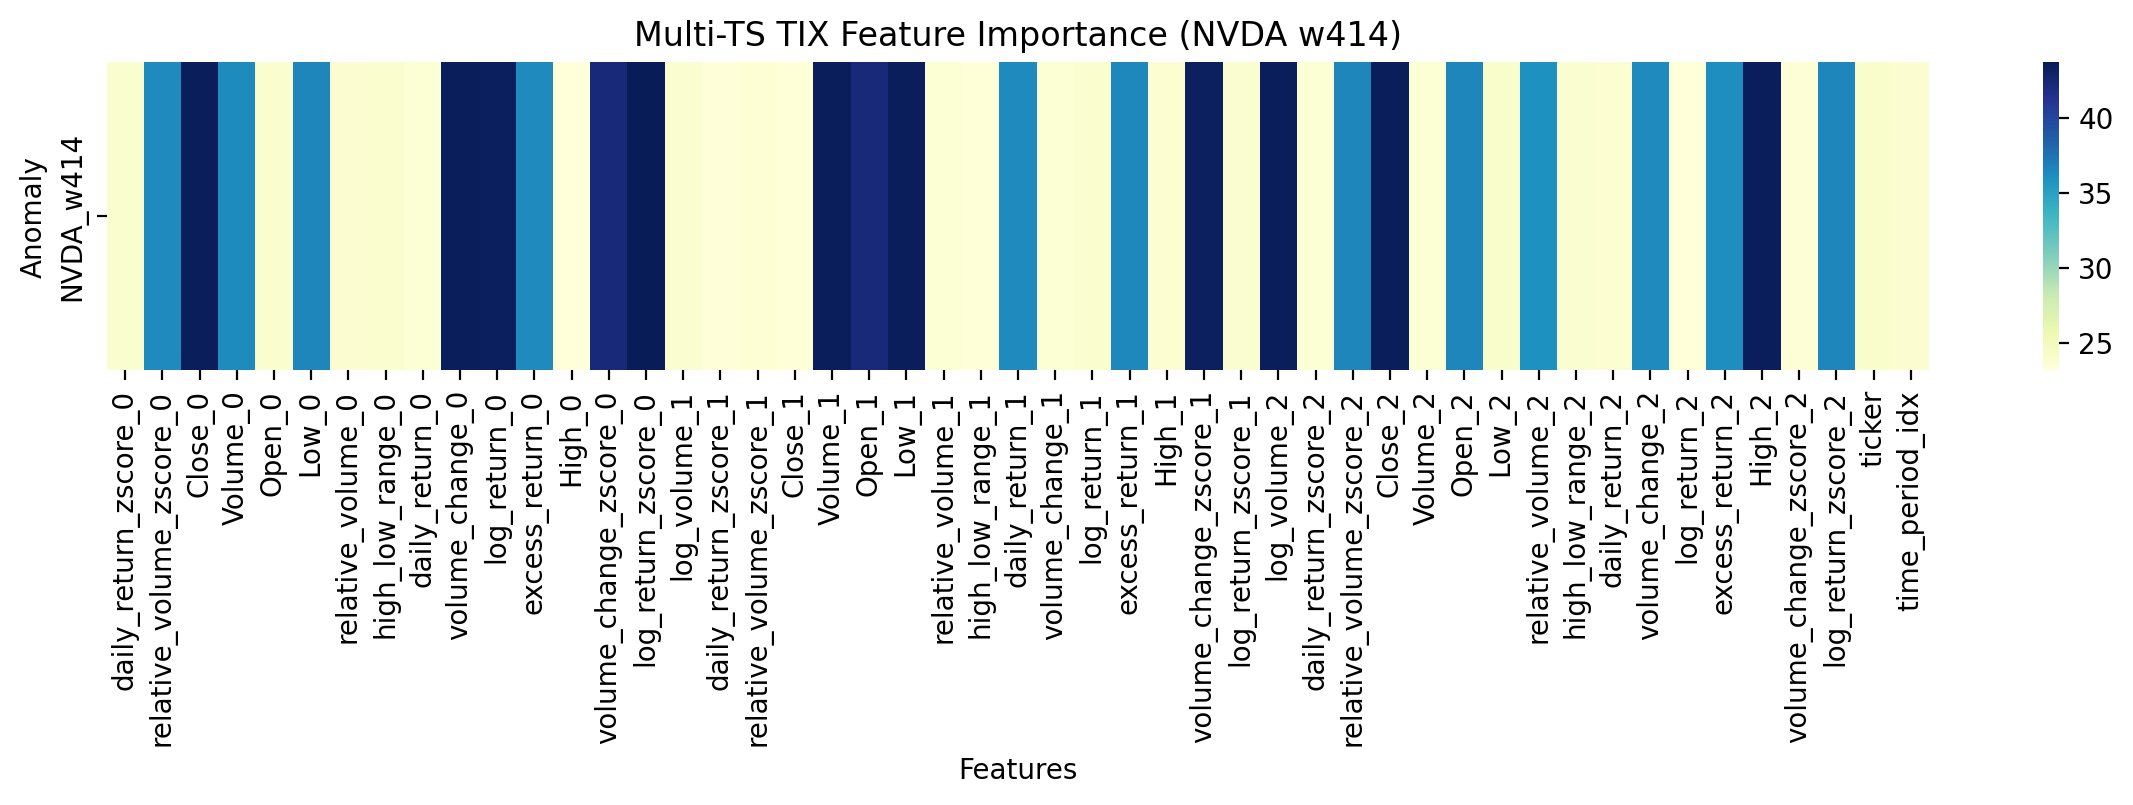 Multi-TS TIX Feature Importance (NVDA w414)
Anomaly
NVDA_w414
40
35
30
25
daily_return_zscore_0
relative_volume_zscore_0
Close_0
Volume_0
Open_0
Low_0
relative_volume_0
high_low_range_0
daily_return_0
volume_change_0
log_return_0
excess_return_0
High_0
volume_change_zscore_0
log_return_zscore_0
log_volume_1
daily_return_zscore_1
relative_volume_zscore_1
Close_1
Volume_1
Open_1
Low_1
relative_volume_1
high_low_range_1
daily_return_1
volume_change_1
log_return_1
excess_return_1
High_1
volume_change_zscore_1
log_return_zscore_1
log_volume_2
daily_return_zscore_2
relative_volume_zscore_2
Close_2
Volume_2
Open_2
Low_2
relative_volume_2
high_low_range_2
daily_return_2
volume_change_2
log_return_2
excess_return_2
High_2
volume_change_zscore_2
log_return_zscore_2
ticker
time_period_idx
Features